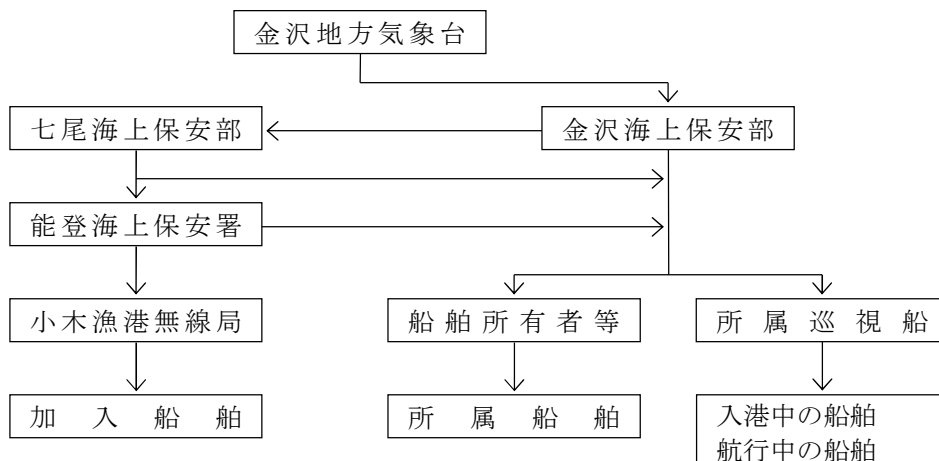 金沢地方気象台
七尾海上保安部
金沢海上保安部
能登海上保安署
小木漁港無線局
船舶所有者等
所属巡視船
加入船舶
所属船舶
入港中の船舶
航行中の船舶